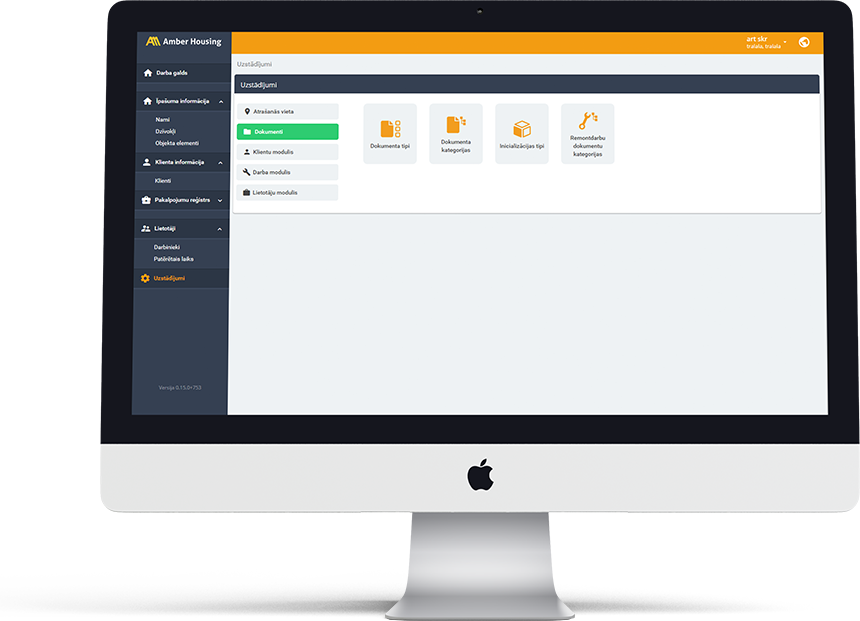 Amber Housing
art skr
tralala, tralala
Darba galds
Īpašuma informācija
Nami
Dzīvokļi
Objekta elementi
Klienta informācija
Klienti
Pakalpojumu reģistrs
Lietotāji
Darbinieki
Patērētais laiks
Uzstādījumi
Versija 0.15.0+753
Uzstādījumi
Uzstādījumi
Atrašanās vieta
Dokumenti
Klientu modulis
Darba modulis
Lietotāju modulis
Dokumenta tipi
Dokumenta
kategorijas
Inicializācijas tipi
Remontdarbu
dokumentu
kategorijas